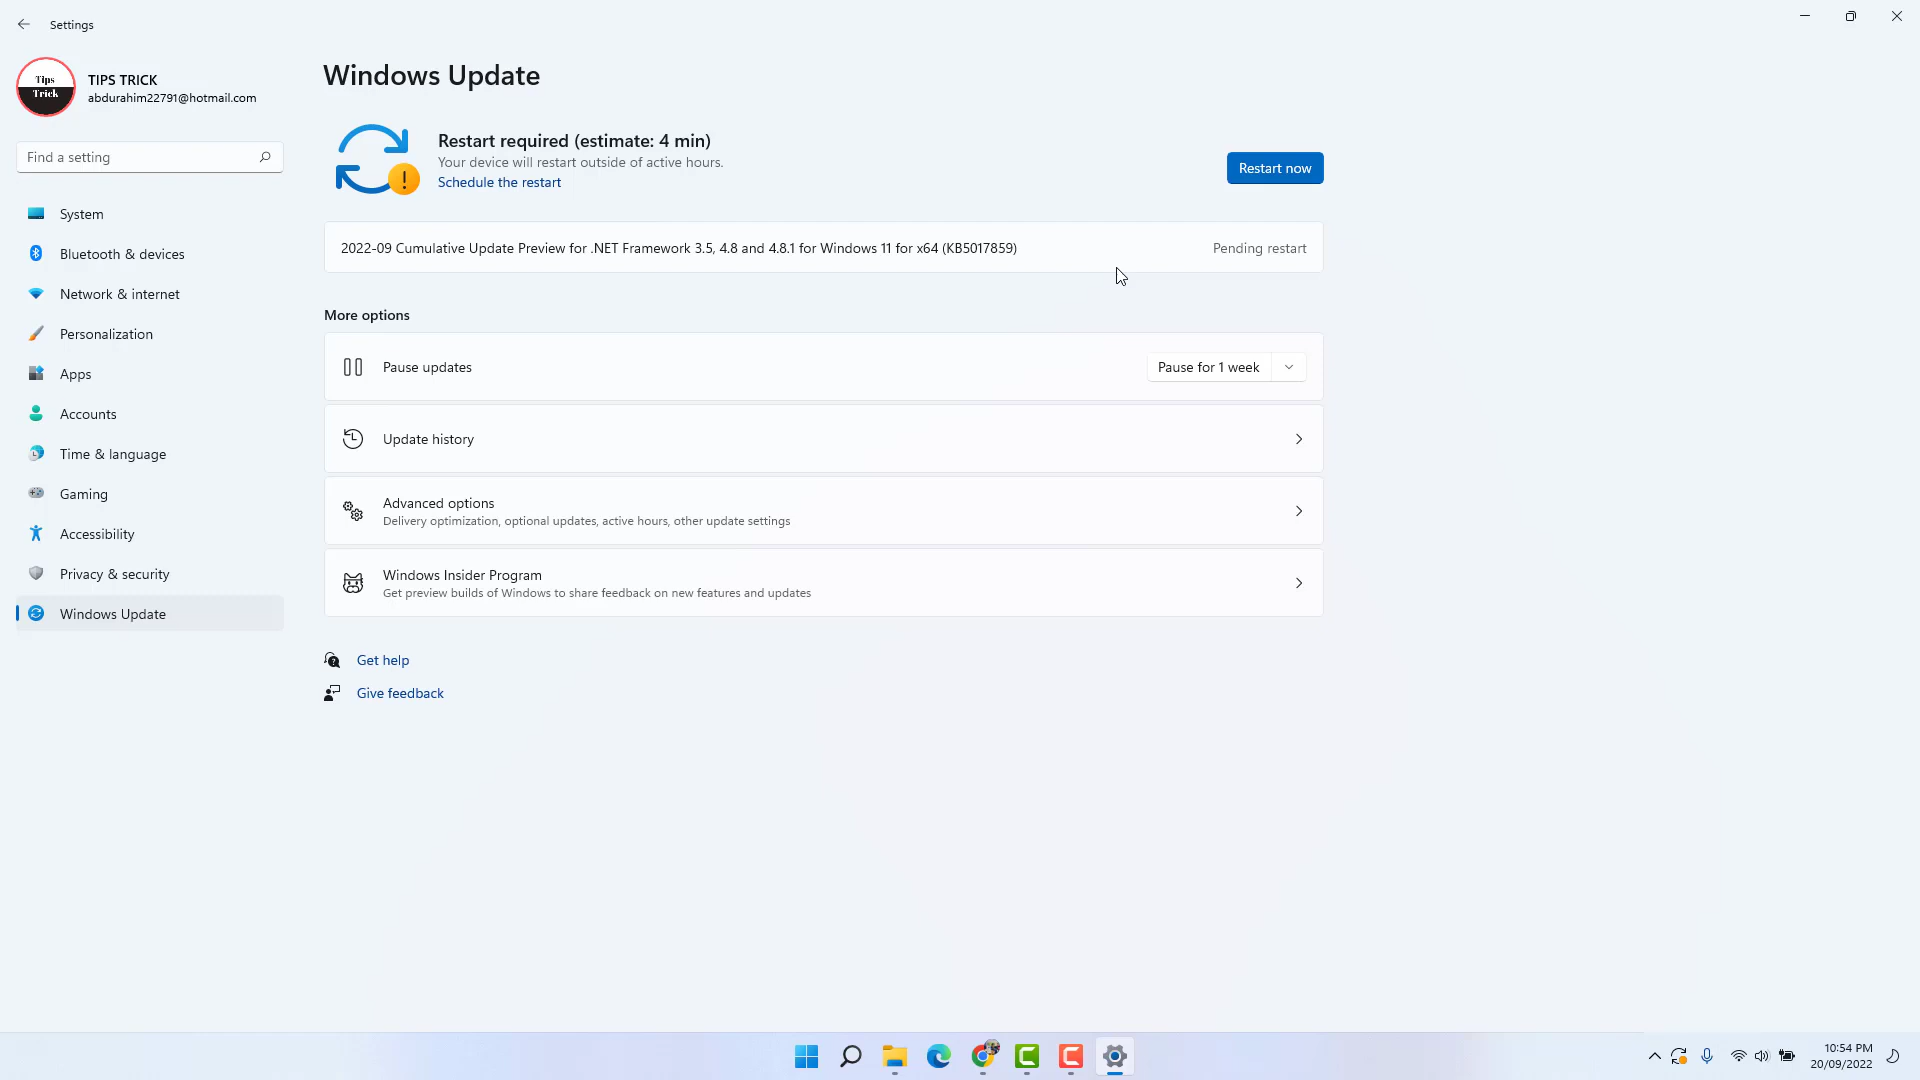 Settings
Tips
Trick
TIPS TRICK
abdurahim22791@hotmail.com
Find a setting
System
Bluetooth & devices
Network & internet
Personalization
Apps
Accounts
Time & language
Gaming
Accessibility
Privacy & security
Windows Update
Windows Update
Restart required (estimate: 4 min)
Your device will restart outside of active hours.
Schedule the restart
Restart now
2022-09 Cumulative Update Preview for .NET Framework 3.5, 4.8 and 4.8.1 for Windows 11 for x64 (KB5017859)
Pending restart
More options
Pause updates
Pause for 1 week
Update history
Advanced options
Delivery optimization, optional updates, active hours, other update settings
Windows Insider Program
Get preview builds of Windows to share feedback on new features and updates
Get help
Give feedback
10:54 PM
20/09/2022